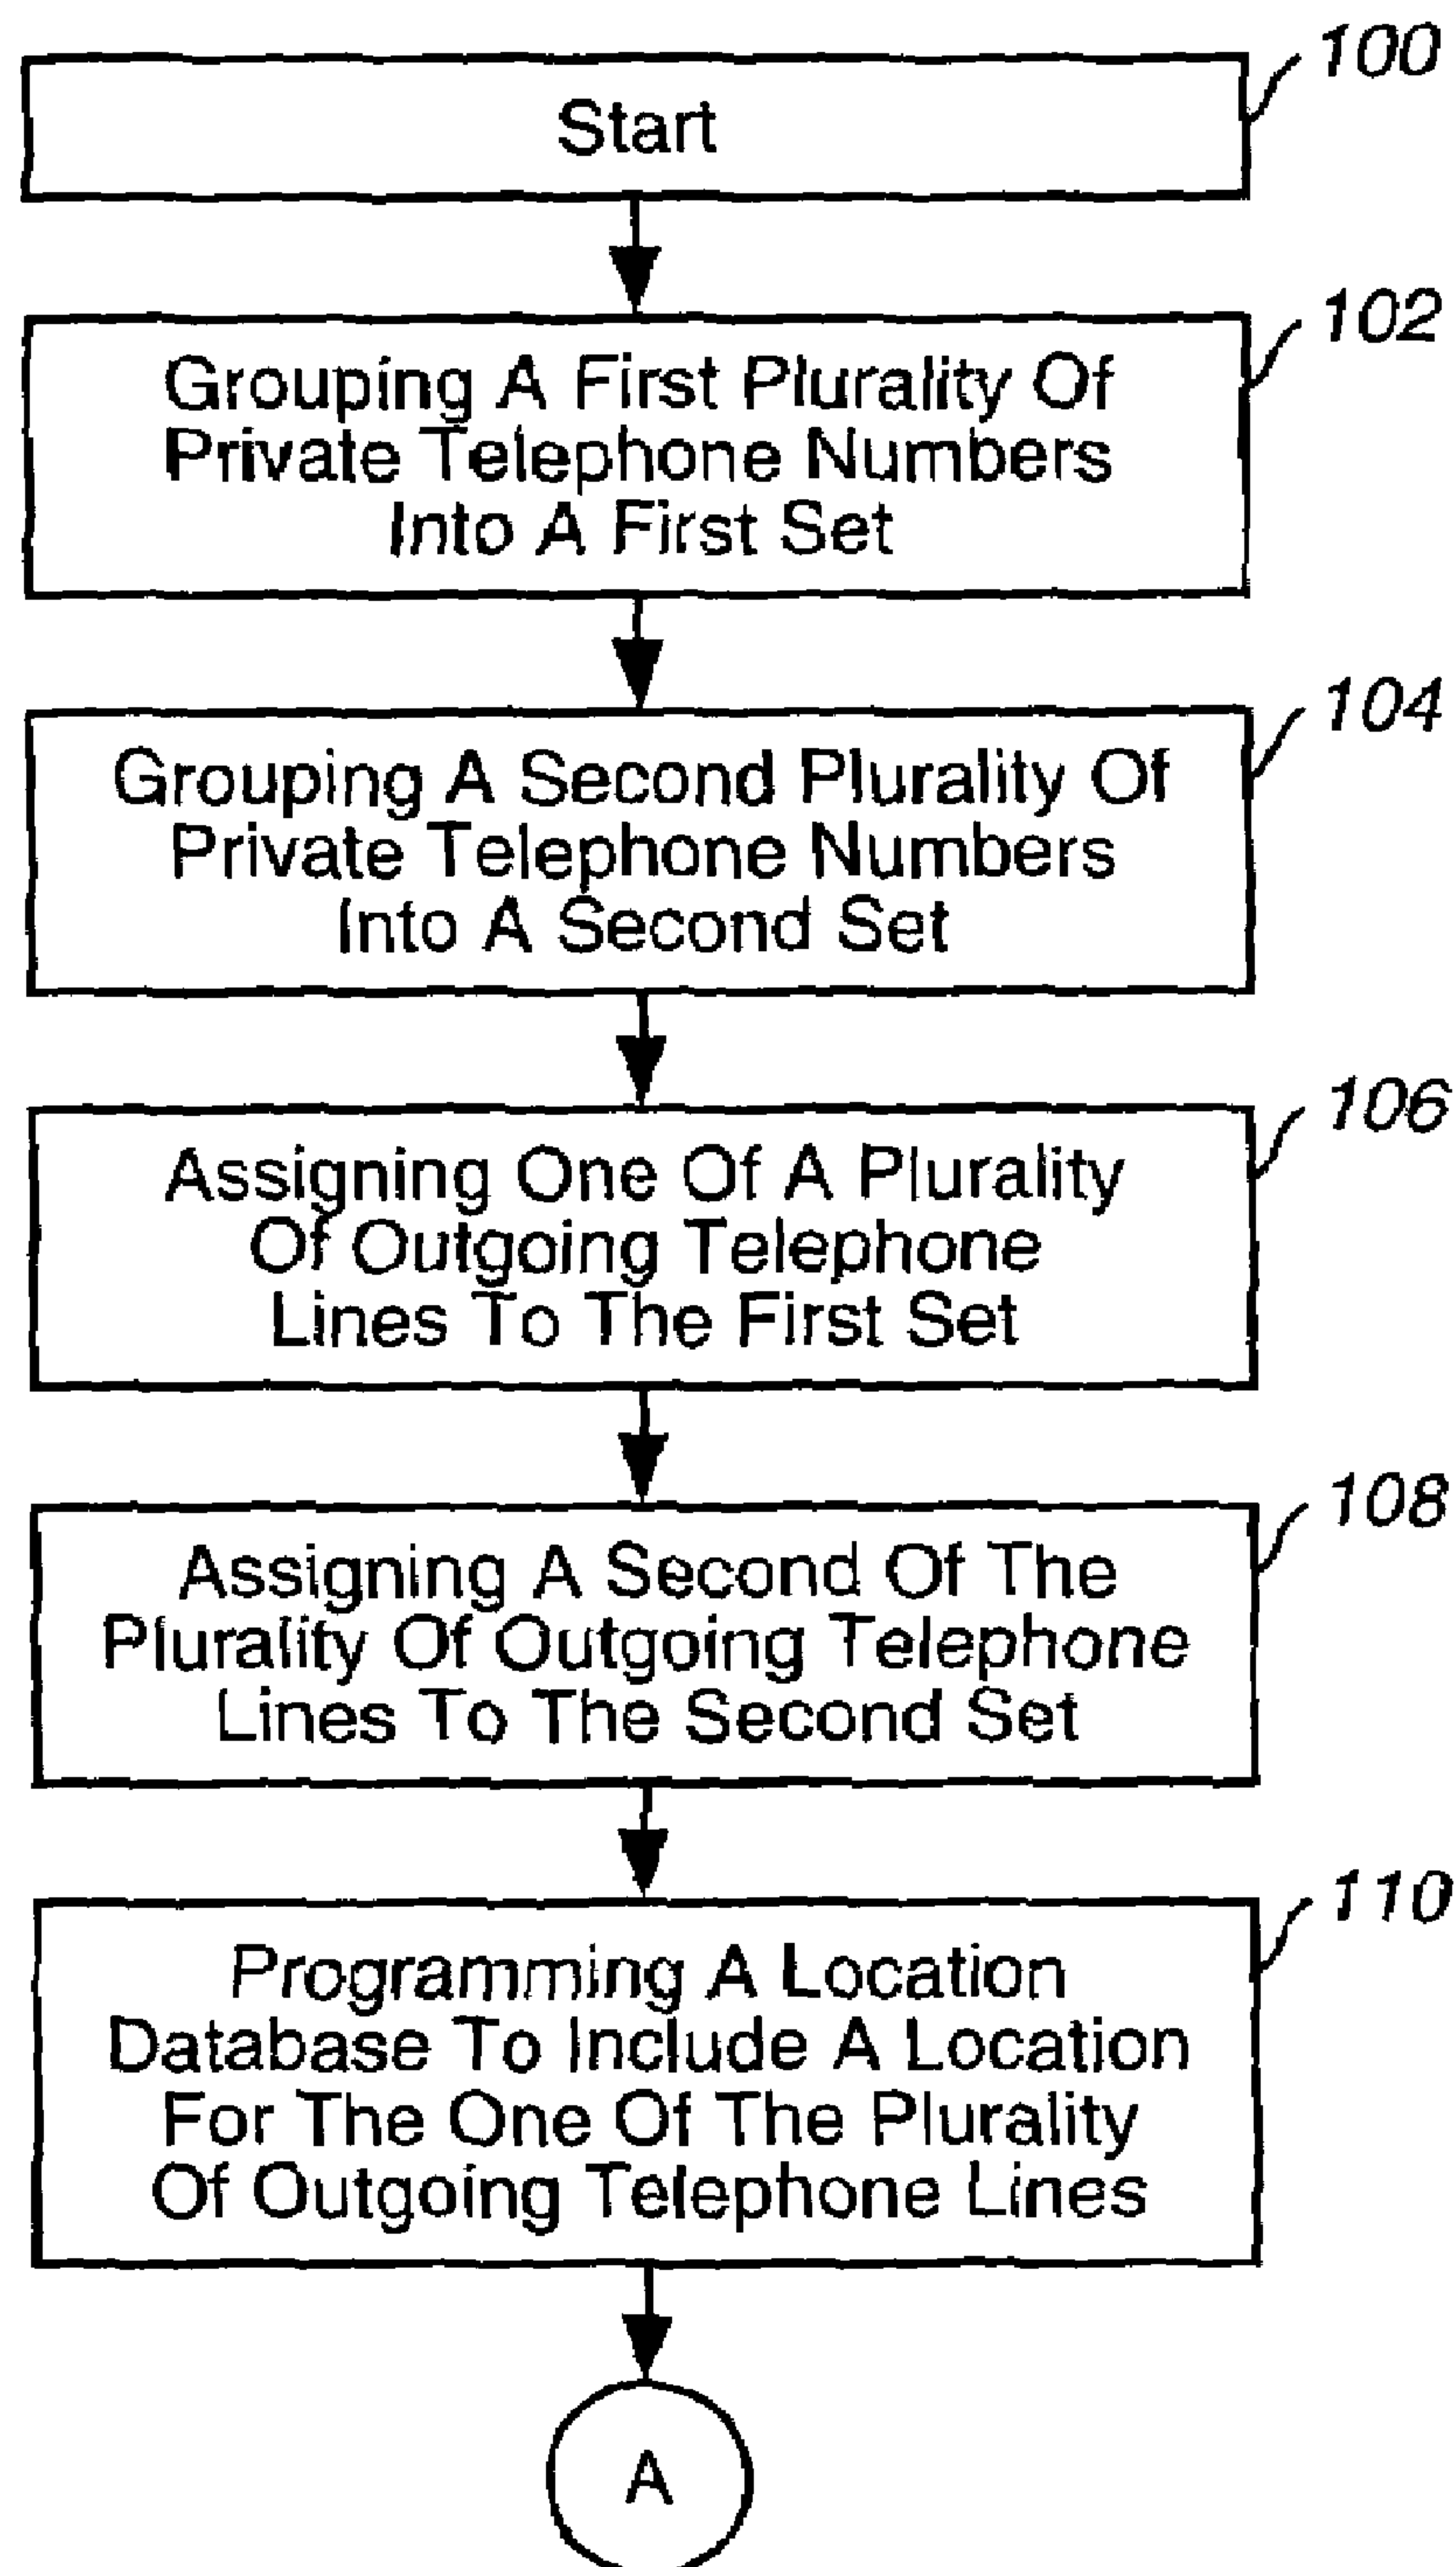 100
Start
102
Grouping A First Plurality Of
Private Telephone Numbers
Into A First Set
104
Grouping A Second Plurality Of
Private Telephone Numbers
Into A Second Set
106
Assigning One Of A Plurality
Of Outgoing Telephone
Lines To The First Set
108
Assigning A Second Of The
Plurality Of Outgoing Telephone
Lines To The Second Set
110
Programming A Location
Database To Include A Location
For The One Of The Plurality
Of Outgoing Telephone Lines
A